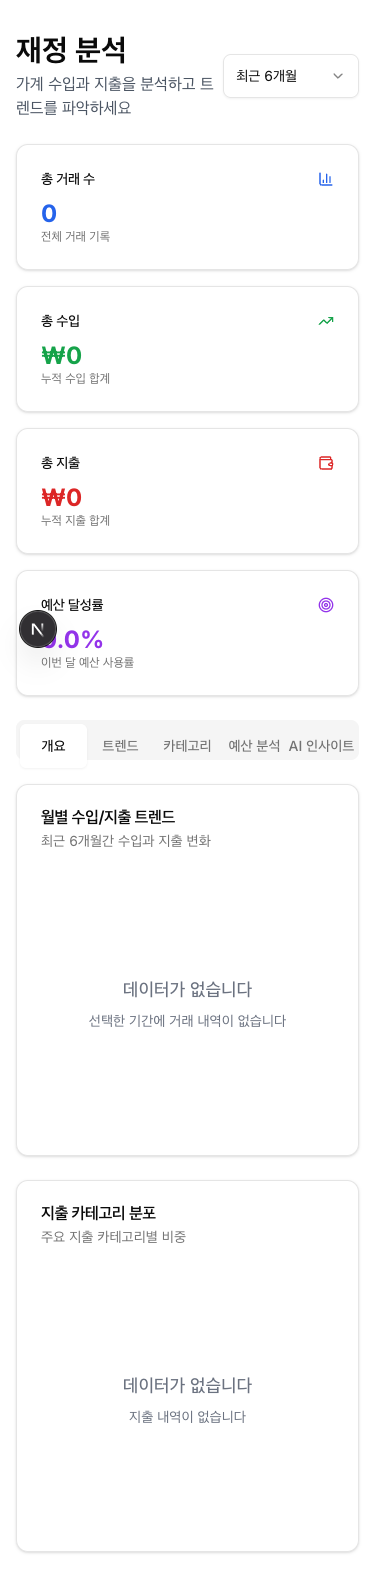 재정 분석
가계 수입과 지출을 분석하고 트
렌드를 파악하세요
최근 6개월
총 거래 수
0
전체 거래 기록
총 수입
₩0
누적 수입 합계
총 지출
₩0
누적 지출 합계
예산 달성률
.0%
이번 달 예산 사용률
N
개요 트렌드 카테고리 예산 분석 AI 인사이트
월별 수입/지출 트렌드
최근 6개월간 수입과 지출 변화
데이터가 없습니다
선택한 기간에 거래 내역이 없습니다
지출 카테고리 분포
주요 지출 카테고리별 비중
데이터가 없습니다
지출 내역이 없습니다